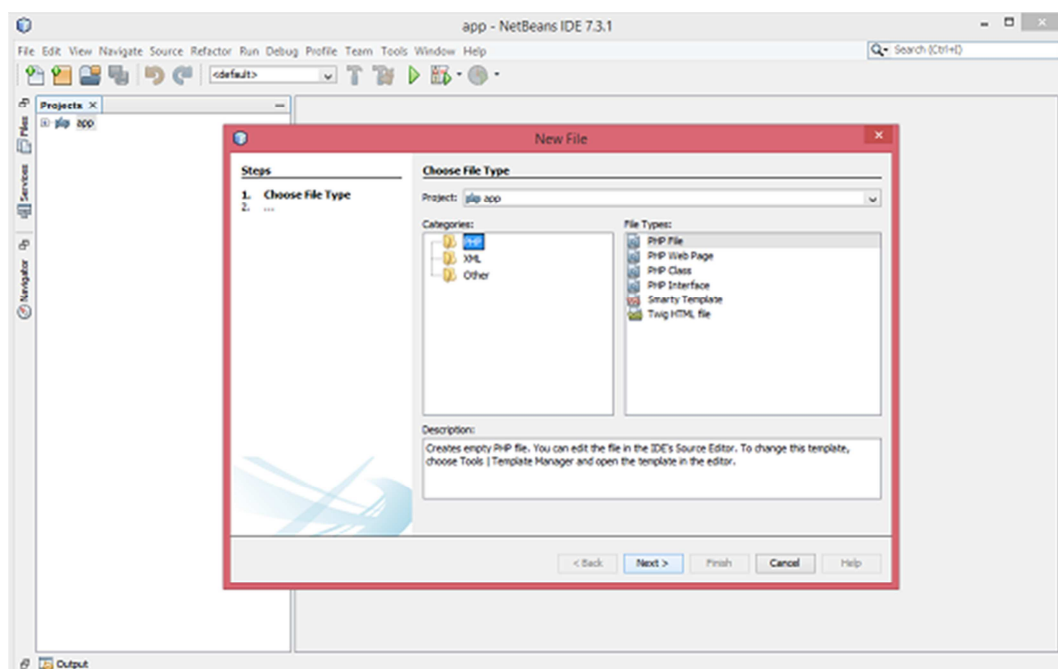 app - NetBeans IDE 7.3.1
File Edit View Navigate Source Refactor Run Debug Profile Team Tools Window Help
Search (Ctrl+I)
<default>
Projects
app
Files
Services
Navigator
New File
Steps
1. Choose File Type
2. ...
Choose File Type
Project: php app
Categories:
PHP
XML
Other
File Types:
PHP File
PHP Web Page
PHP Class
PHP Interface
Smarty Template
Twig HTML file
Description:
Creates empty PHP file. You can edit the file in the IDE's Source Editor. To change this template,
choose Tools | Template Manager and open the template in the editor.
< Back Next > Finish Cancel Help
Output